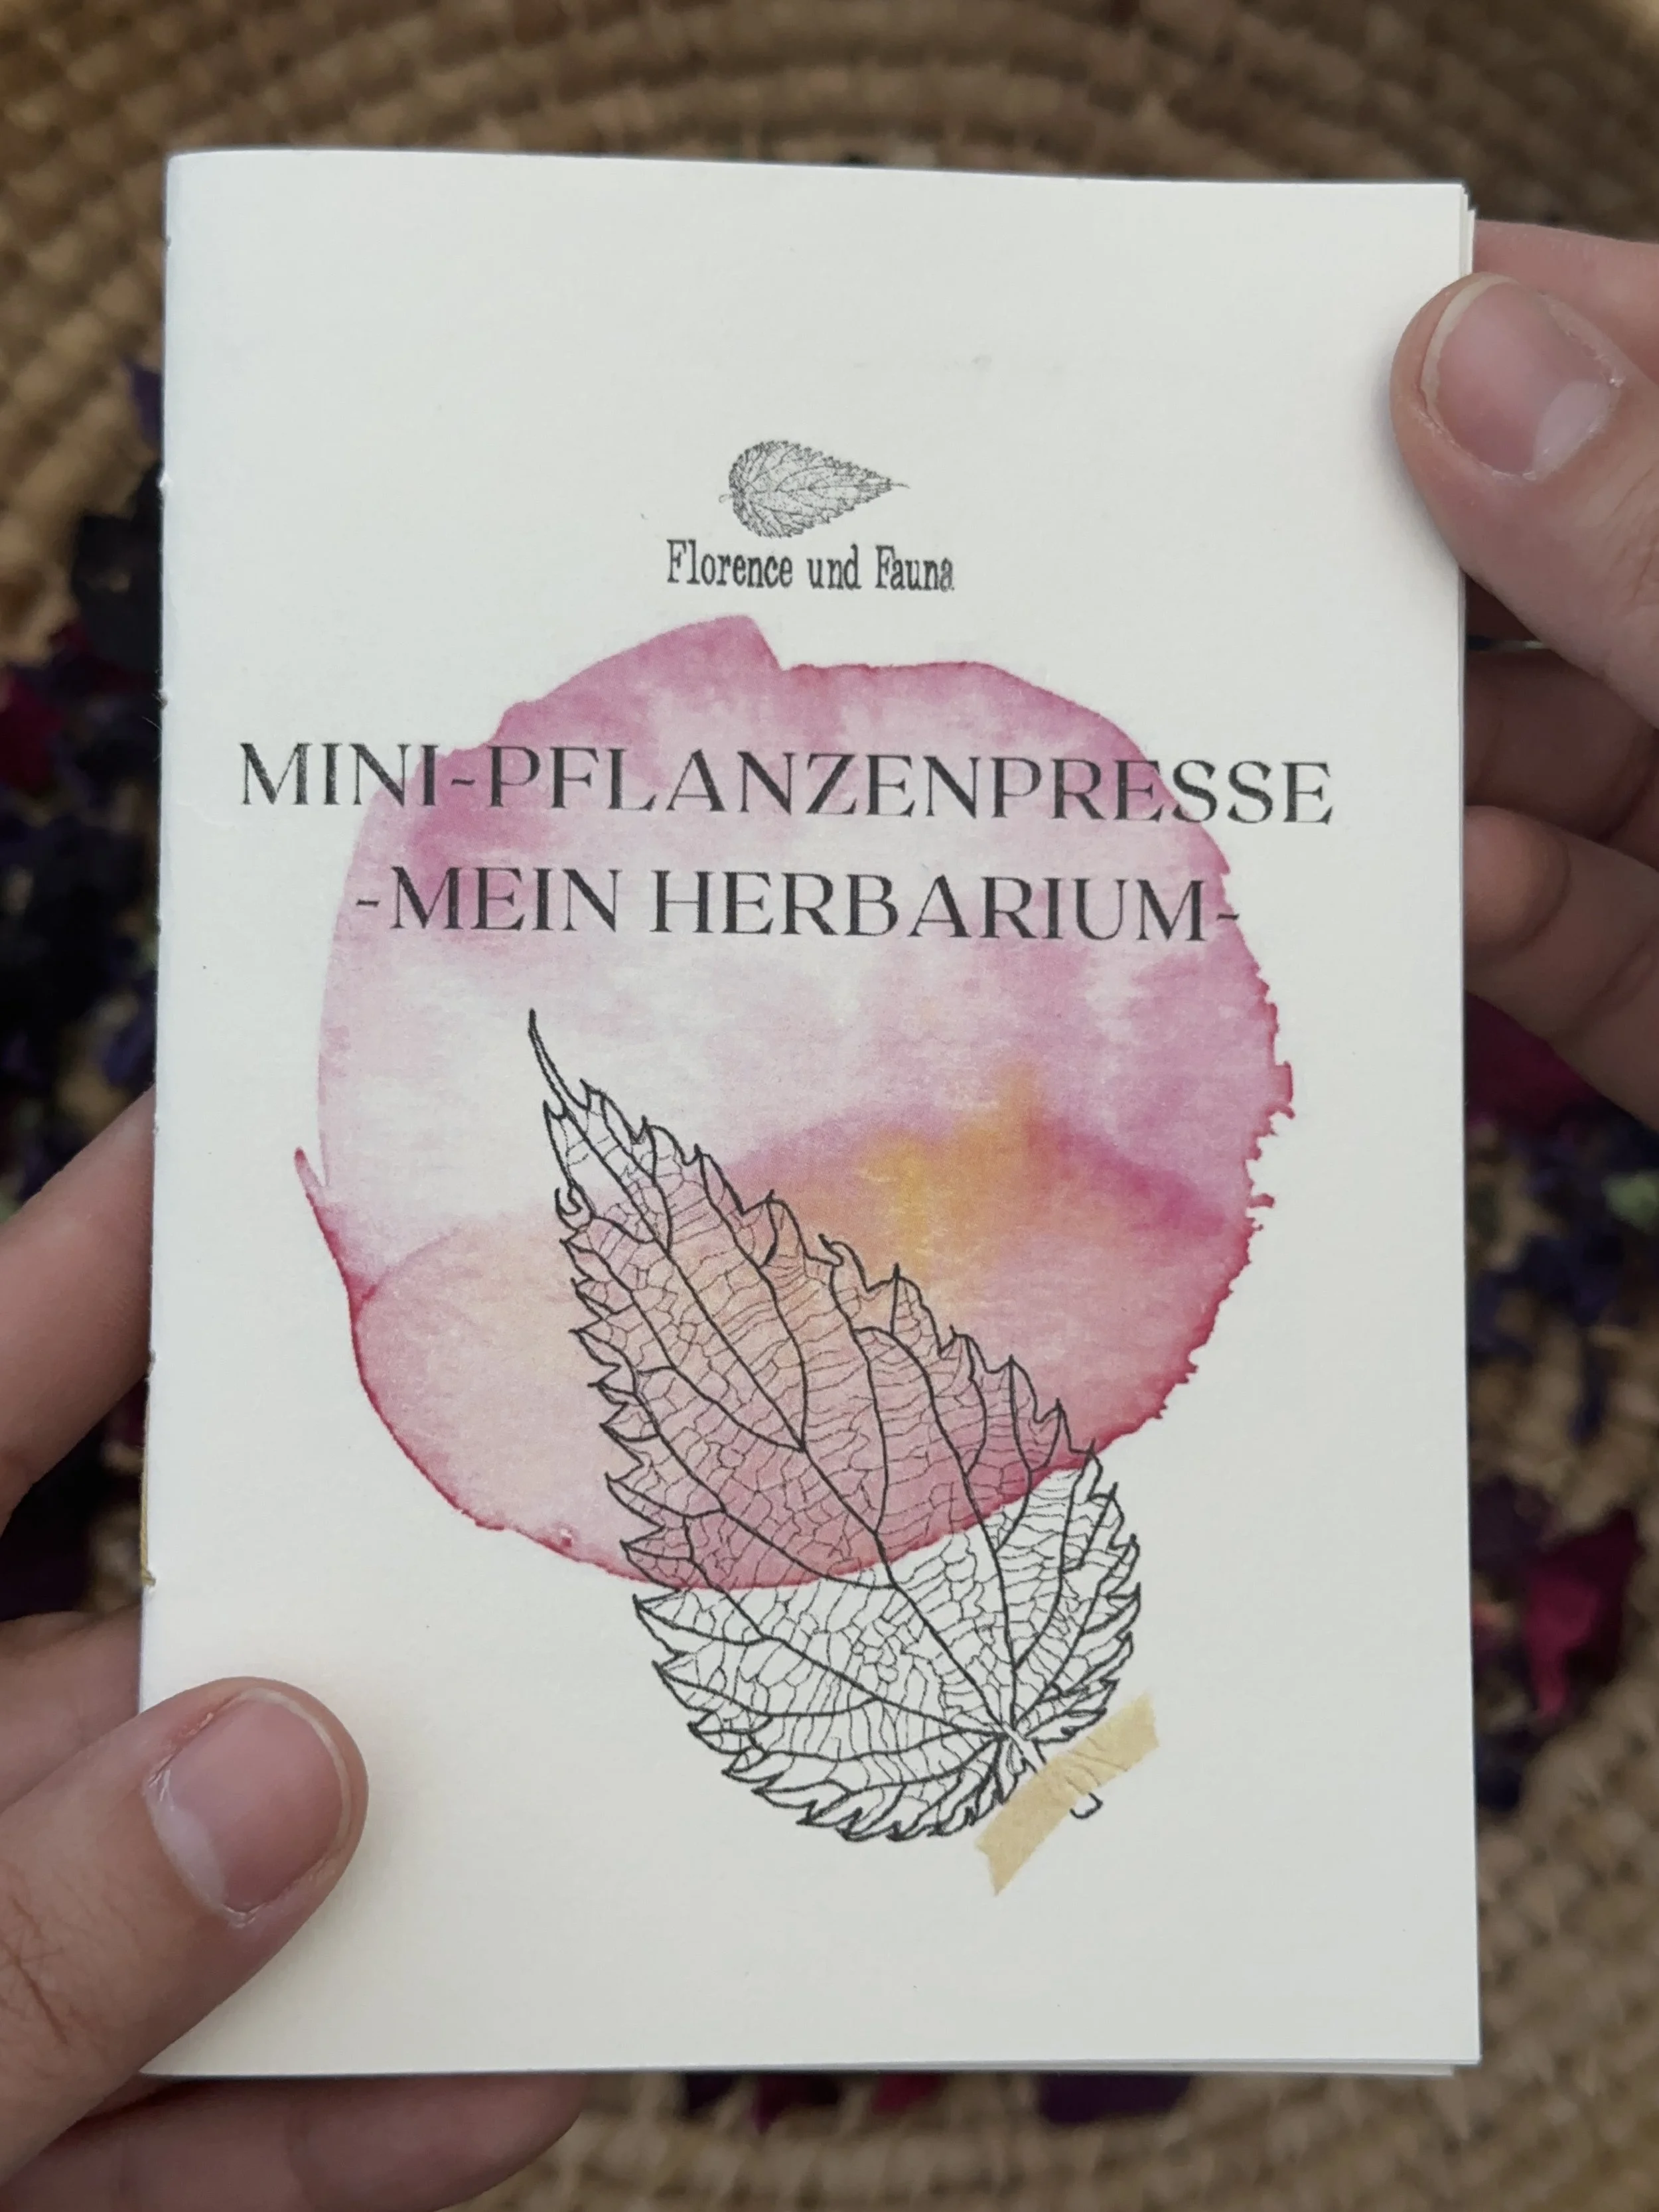 Florence und Fauna
MINI-PFLANZENPRESSE
-MEIN HERBARIUM-